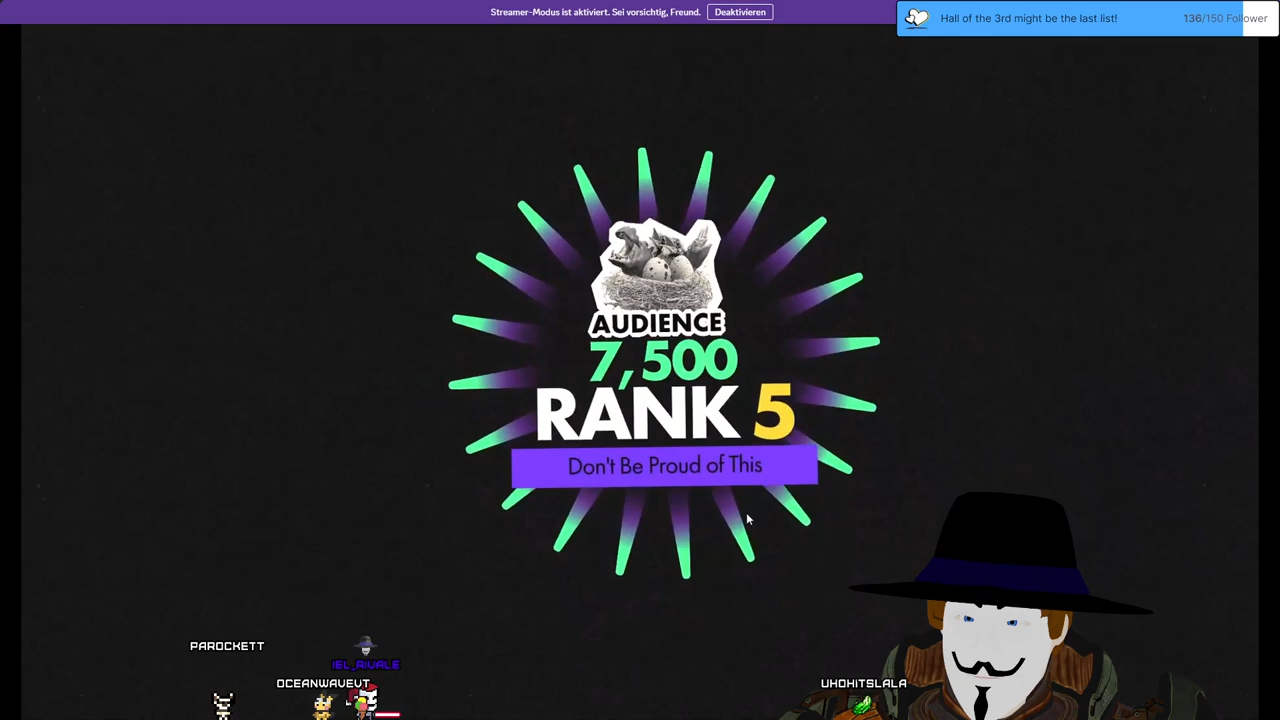 Streamer-Modus ist aktiviert. Sei vorsichtig, Freund. Deaktivieren
Hall of the 3rd might be the last list! 136/150 Follower
AUDIENCE
7,500
RANK 5
Don't Be Proud of This
PAROCKETT
IEL_RIVALE
OCEANWAVEVT
UHOHITSLALA